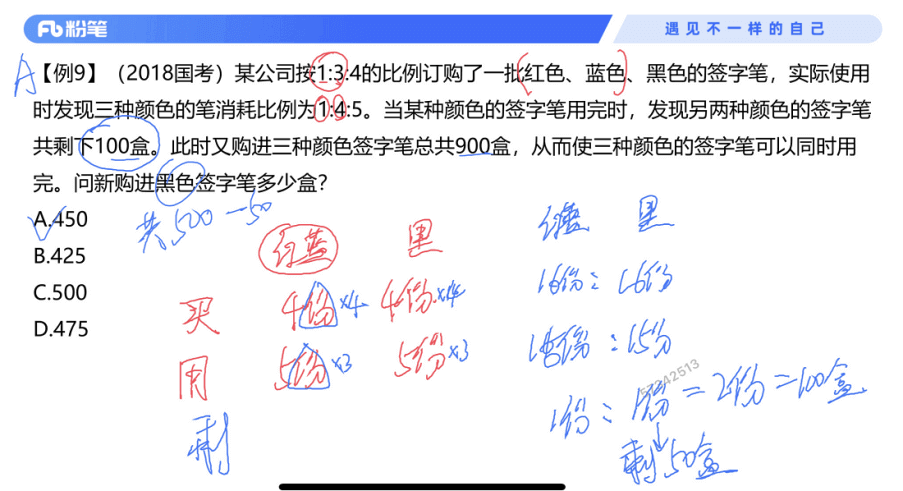 粉笔
遇见不一样的自己
A【例9】（2018国考）某公司按1:3:4的比例订购了一批红色、蓝色、黑色的签字笔，实际使用
时发现三种颜色的笔消耗比例为1:4:5。当某种颜色的签字笔用完时，发现另两种颜色的签字笔
共剩下100盒。此时又购进三种颜色签字笔总共900盒，从而使三种颜色的签字笔可以同时用
完。问新购进黑色签字笔多少盒？
A.450
B.425
C.500
D.475
共500-50
红蓝 黑
买 4份×4 4份×4
用 5份×3 5份×3
剩
红蓝 黑
16份： 16份
15份：15份
1份：1份=2份=100盒
剩50盒
57242513